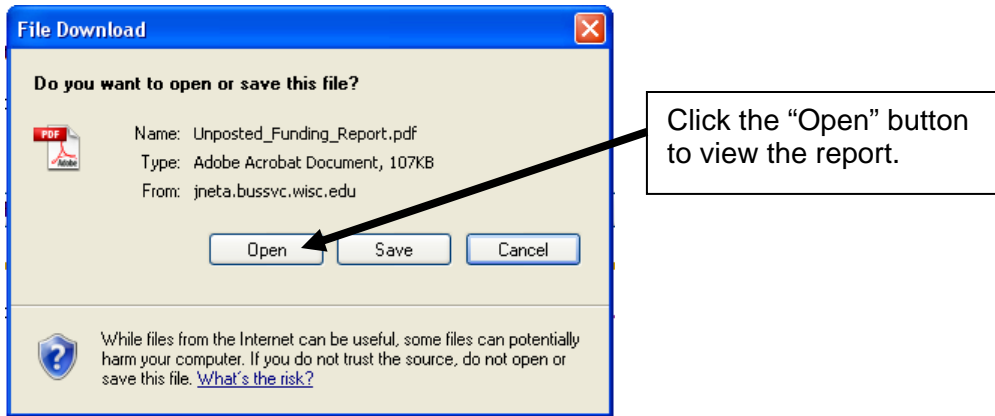 File Download
Do you want to open or save this file?
PDF
Adobe
Name: Unposted_Funding_Report.pdf
Type: Adobe Acrobat Document, 107KB
From: jneta.bussvc.wisc.edu
Open Save Cancel
While files from the Internet can be useful, some files can potentially
harm your computer. If you do not trust the source, do not open or
save this file. What's the risk?
Click the “Open” button
to view the report.